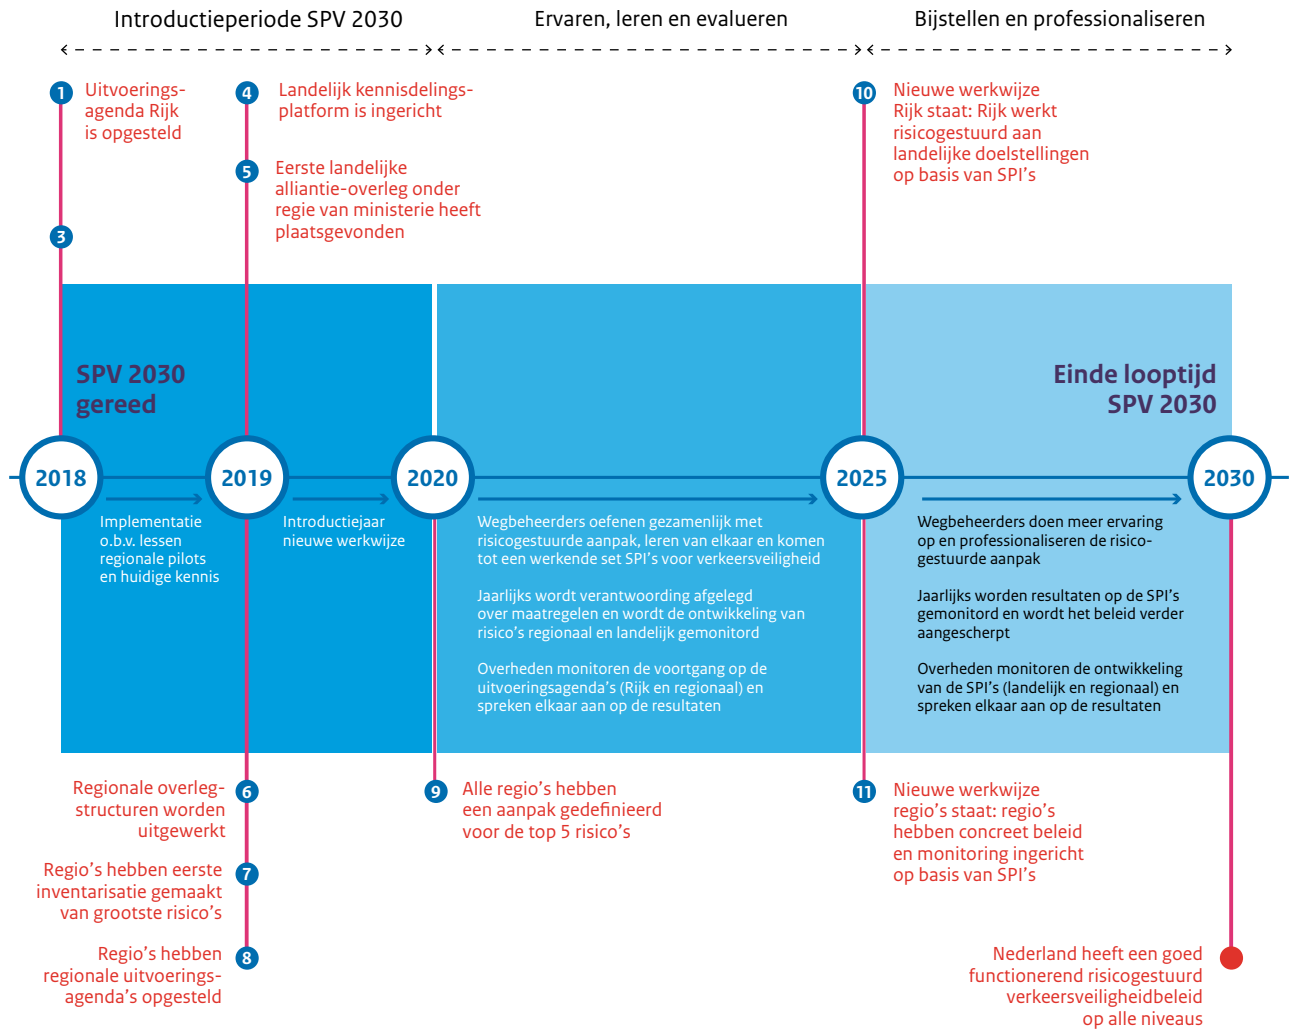 Introductieperiode SPV 2030
Ervaren, leren en evalueren
Bijstellen en professionaliseren
1
Uitvoerings-
agenda Rijk
is opgesteld
3
4
Landelijk kennisdelings-
platform is ingericht
5
Eerste landelijke
alliantie-overleg onder
regie van ministerie heeft
plaatsgevonden
10
Nieuwe werkwijze
Rijk staat: Rijk werkt
risicogestuurd aan
landelijke doelstellingen
op basis van SPI's
SPV 2030
gereed
Einde looptijd
SPV 2030
2018
2019
2020
2025
2030
Implementatie
o.b.v. lessen
regionale pilots
en huidige kennis
Introductiejaar
nieuwe werkwijze
Wegbeheerders oefenen gezamenlijk met
risicogestuurde aanpak, leren van elkaar en komen
tot een werkende set SPI's voor verkeersveiligheid
Jaarlijks wordt verantwoording afgelegd
over maatregelen en wordt de ontwikkeling van
risico's regionaal en landelijk gemonitord
Overheden monitoren de voortgang op de
uitvoeringsagenda's (Rijk en regionaal) en
spreken elkaar aan op de resultaten
Wegbeheerders doen meer ervaring
op en professionaliseren de risico-
gestuurde aanpak
Jaarlijks worden resultaten op de SPI's
gemonitord en wordt het beleid verder
aangescherpt
Overheden monitoren de ontwikkeling
van de SPI's (landelijk en regionaal) en
spreken elkaar aan op de resultaten
Regionale overleg-
structuren worden
uitgewerkt
6
Regio's hebben eerste
inventarisatie gemaakt
van grootste risico's
7
Regio's hebben
regionale uitvoerings-
agenda's opgesteld
8
9
Alle regio's hebben
een aanpak gedefinieerd
voor de top 5 risico's
11
Nieuwe werkwijze
regio's staat: regio's
hebben concreet beleid
en monitoring ingericht
op basis van SPI's
Nederland heeft een goed
functionerend risicogestuurd
verkeersveiligheidbeleid
op alle niveaus